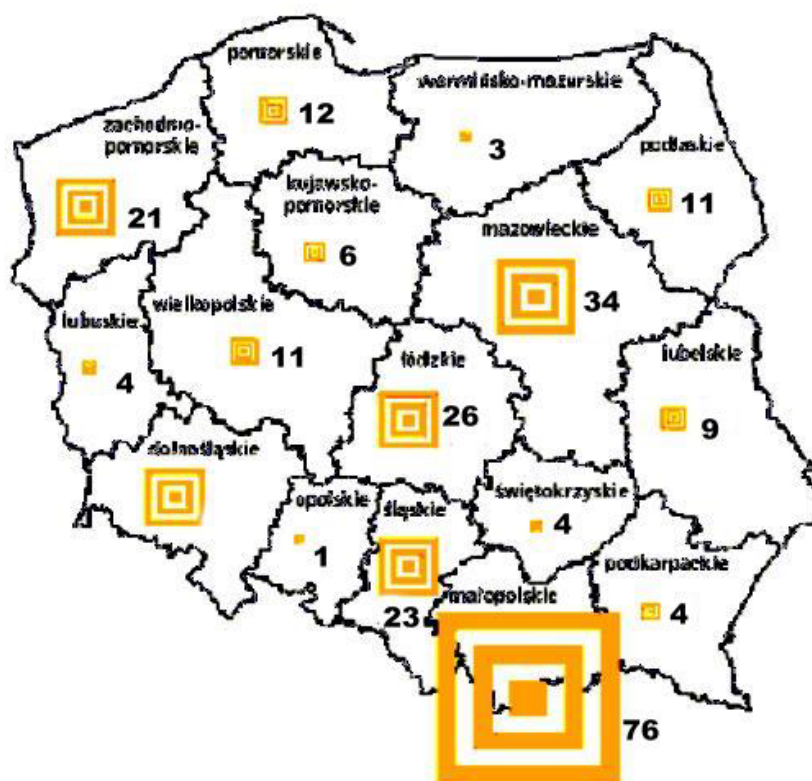 pomorskie
12
warmińsko-mazurskie
3
zachodnio-
pomorskie
21
podlaskie
11
kujawsko-
pomorskie
6
mazowieckie
34
lubuskie
4
wielkopolskie
11
łódzkie
26
lubelskie
9
dolnośląskie
opolskie
1
śląskie
23
świętokrzyskie
4
podkarpackie
4
małopolskie
76